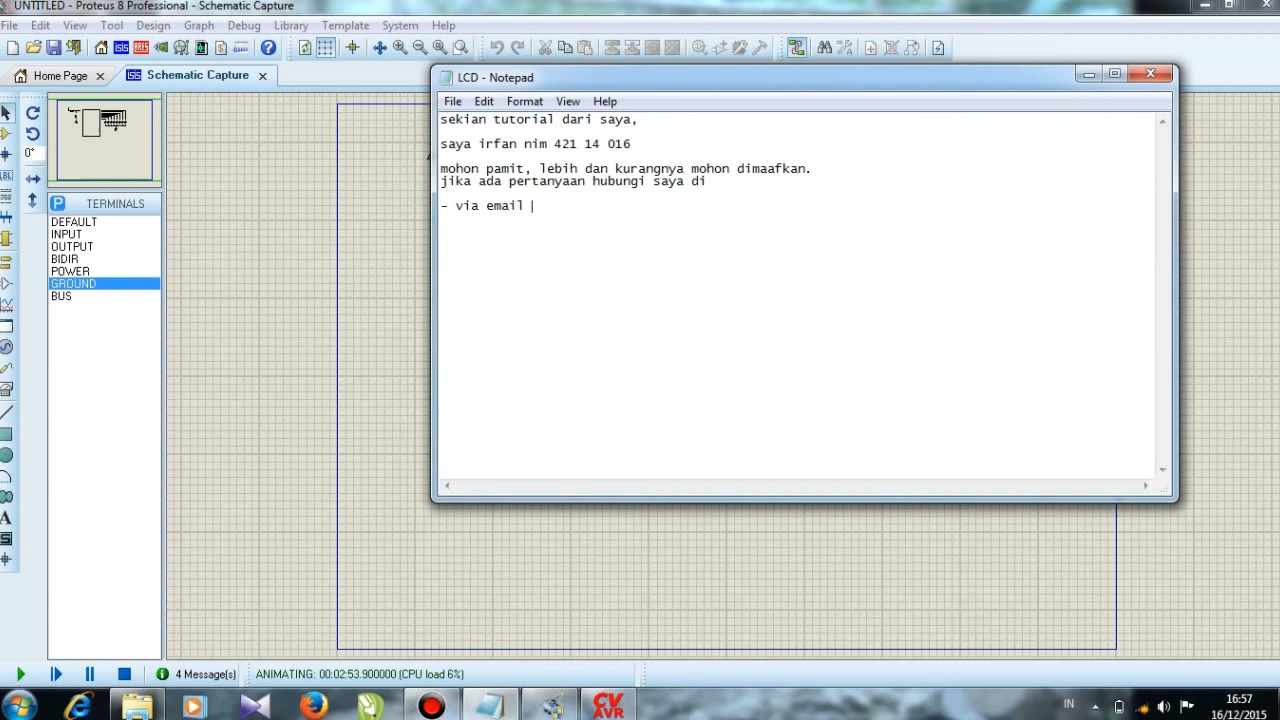 UNTITLED - Proteus 8 Professional - Schematic Capture
File Edit View Tool Design Graph Debug Library Template System Help
Home Page
Schematic Capture
0°
P TERMINALS
DEFAULT
INPUT
OUTPUT
BIDIR
POWER
GROUND
BUS
LCD - Notepad
File Edit Format View Help
sekian tutorial dari saya,
saya irfan nim 421 14 016
mohon pamit, lebih dan kurangnya mohon dimaafkan.
jika ada pertanyaan hubungi saya di
- via email
4 Message(s)
ANIMATING: 00:02:53.900000 (CPU load 6%)
CV
AVR
IN
16:57
16/12/2015